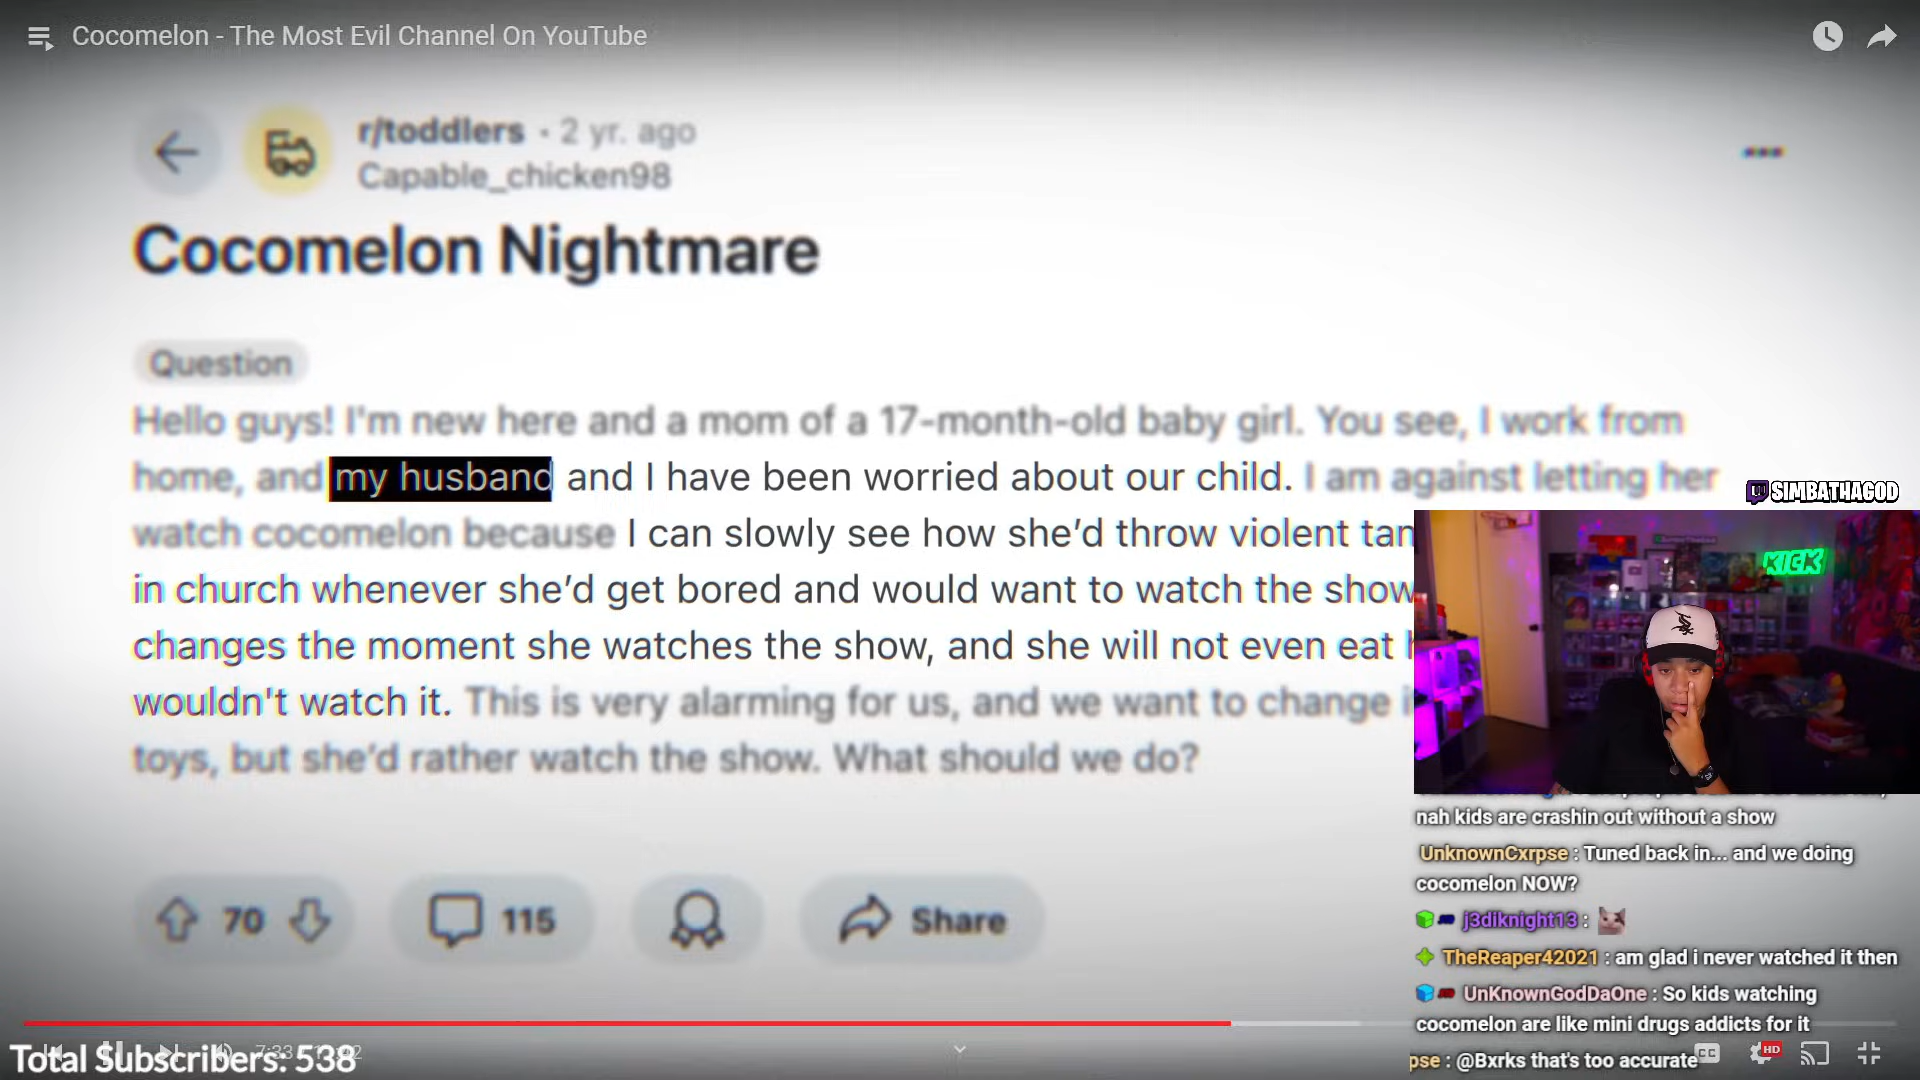 Cocomelon - The Most Evil Channel On YouTube
r/toddlers • 2 yr. ago
Capable_chicken98
Cocomelon Nightmare
Question
Hello guys! I'm new here and a mom of a 17-month-old baby girl. You see, I work from
home, and my husband and I have been worried about our child. I am against letting her
watch cocomelon because I can slowly see how she'd throw violent tan
in church whenever she'd get bored and would want to watch the show
changes the moment she watches the show, and she will not even eat
wouldn't watch it. This is very alarming for us, and we want to change
toys, but she'd rather watch the show. What should we do?
70
115
Share
SIMBATHAGOD
KICK
nah kids are crashin out without a show
UnknownCxrpse : Tuned back in... and we doing
cocomelon NOW?
j3diknight13 :
TheReaper42021 : am glad i never watched it then
UnKnownGodDaOne : So kids watching
cocomelon are like mini drugs addicts for it
pse : @Bxrks that's too accurate
CC
HD
Total Subscribers: 538